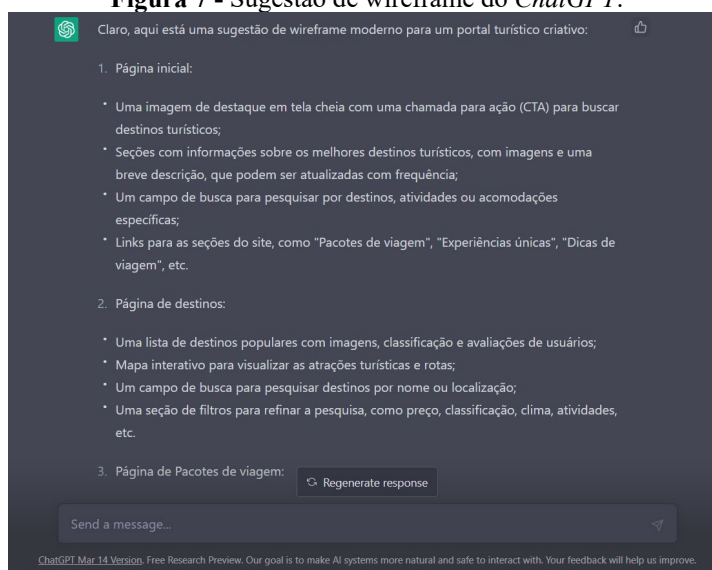 Figura 7 - Sugestão de wireframe do ChatGPT.
Claro, aqui está uma sugestão de wireframe moderno para um portal turístico criativo:
1. Página inicial:
• Uma imagem de destaque em tela cheia com uma chamada para ação (CTA) para buscar
destinos turísticos;
• Seções com informações sobre os melhores destinos turísticos, com imagens e uma
breve descrição, que podem ser atualizadas com frequência;
• Um campo de busca para pesquisar por destinos, atividades ou acomodações
específicas;
• Links para as seções do site, como "Pacotes de viagem", "Experiências únicas", "Dicas de
viagem", etc.
2. Página de destinos:
• Uma lista de destinos populares com imagens, classificação e avaliações de usuários;
• Mapa interativo para visualizar as atrações turísticas e rotas;
• Um campo de busca para pesquisar destinos por nome ou localização;
• Uma seção de filtros para refinar a pesquisa, como preço, classificação, clima, atividades,
etc.
3. Página de Pacotes de viagem:
Regenerate response
Send a message...
ChatGPT Mar 14 Version. Free Research Preview. Our goal is to make AI systems more natural and safe to interact with. Your feedback will help us improve.